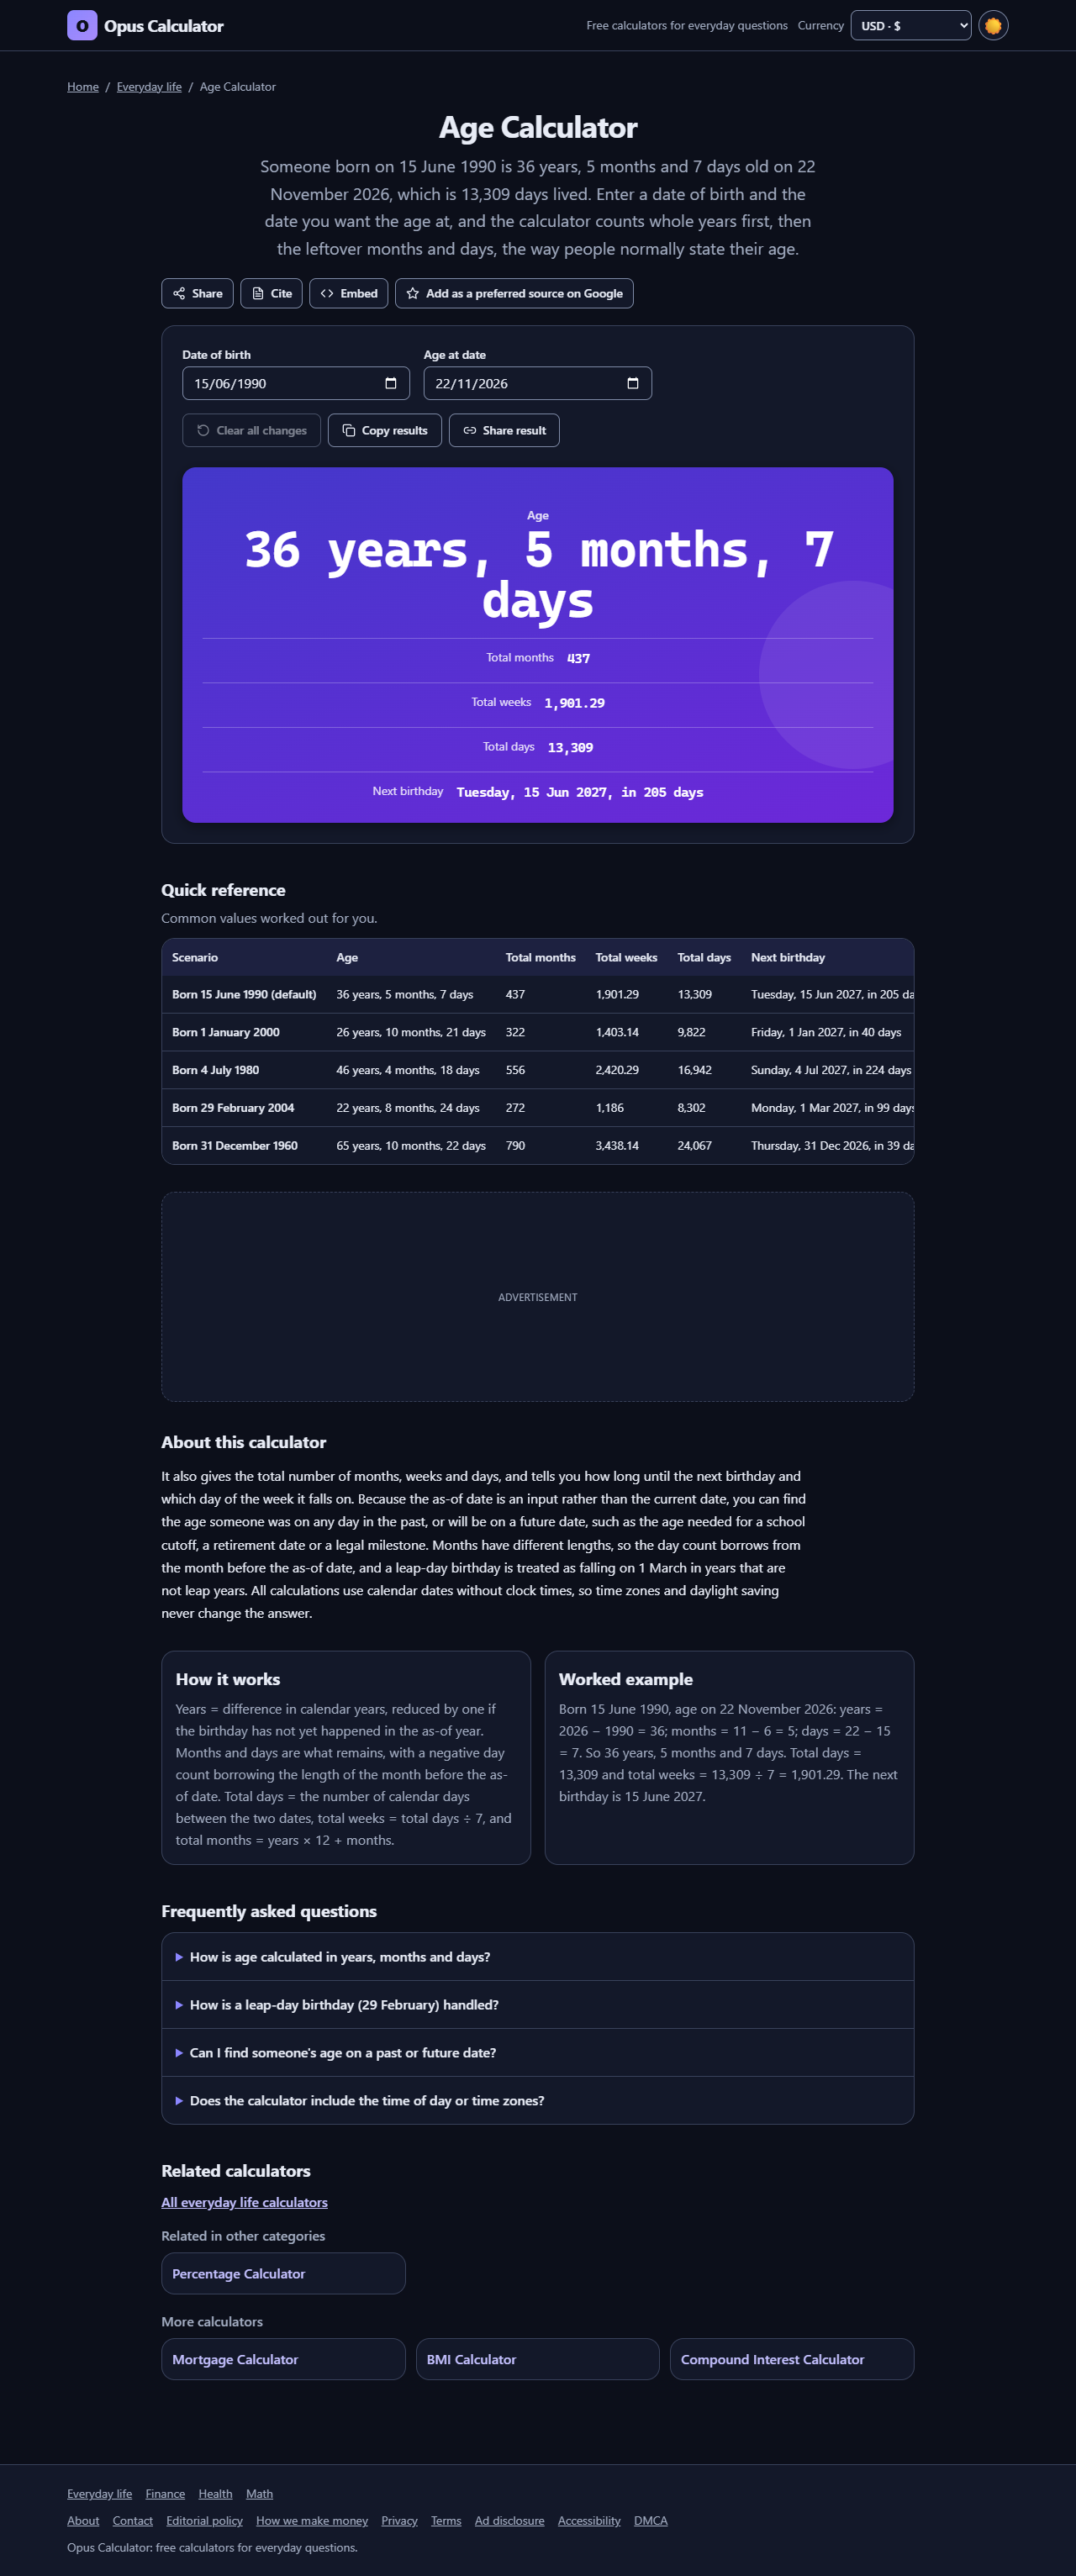 O Opus Calculator
Free calculators for everyday questions Currency USD · $
Home / Everyday life / Age Calculator
Age Calculator
Someone born on 15 June 1990 is 36 years, 5 months and 7 days old on 22
November 2026, which is 13,309 days lived. Enter a date of birth and the
date you want the age at, and the calculator counts whole years first, then
the leftover months and days, the way people normally state their age.
Share Cite Embed Add as a preferred source on Google
Date of birth Age at date
15/06/1990 22/11/2026
Clear all changes Copy results Share result
Age
36 years, 5 months, 7
days
Total months 437
Total weeks 1,901.29
Total days 13,309
Next birthday Tuesday, 15 Jun 2027, in 205 days
Quick reference
Common values worked out for you.
Scenario Age Total months Total weeks Total days Next birthday
Born 15 June 1990 (default) 36 years, 5 months, 7 days 437 1,901.29 13,309 Tuesday, 15 Jun 2027, in 205 da
Born 1 January 2000 26 years, 10 months, 21 days 322 1,403.14 9,822 Friday, 1 Jan 2027, in 40 days
Born 4 July 1980 46 years, 4 months, 18 days 556 2,420.29 16,942 Sunday, 4 Jul 2027, in 224 days
Born 29 February 2004 22 years, 8 months, 24 days 272 1,186 8,302 Monday, 1 Mar 2027, in 99 days
Born 31 December 1960 65 years, 10 months, 22 days 790 3,438.14 24,067 Thursday, 31 Dec 2026, in 39 da
ADVERTISEMENT
About this calculator
It also gives the total number of months, weeks and days, and tells you how long until the next birthday and
which day of the week it falls on. Because the as-of date is an input rather than the current date, you can find
the age someone was on any day in the past, or will be on a future date, such as the age needed for a school
cutoff, a retirement date or a legal milestone. Months have different lengths, so the day count borrows from
the month before the as-of date, and a leap-day birthday is treated as falling on 1 March in years that are
not leap years. All calculations use calendar dates without clock times, so time zones and daylight saving
never change the answer.
How it works
Years = difference in calendar years, reduced by one if
the birthday has not yet happened in the as-of year.
Months and days are what remains, with a negative day
count borrowing the length of the month before the as-
of date. Total days = the number of calendar days
between the two dates, total weeks = total days ÷ 7, and
total months = years × 12 + months.
Worked example
Born 15 June 1990, age on 22 November 2026: years =
2026 − 1990 = 36; months = 11 − 6 = 5; days = 22 − 15
= 7. So 36 years, 5 months and 7 days. Total days =
13,309 and total weeks = 13,309 ÷ 7 = 1,901.29. The next
birthday is 15 June 2027.
Frequently asked questions
How is age calculated in years, months and days?
How is a leap-day birthday (29 February) handled?
Can I find someone's age on a past or future date?
Does the calculator include the time of day or time zones?
Related calculators
All everyday life calculators
Related in other categories
Percentage Calculator
More calculators
Mortgage Calculator BMI Calculator Compound Interest Calculator
Everyday life Finance Health Math
About Contact Editorial policy How we make money Privacy Terms Ad disclosure Accessibility DMCA
Opus Calculator: free calculators for everyday questions.